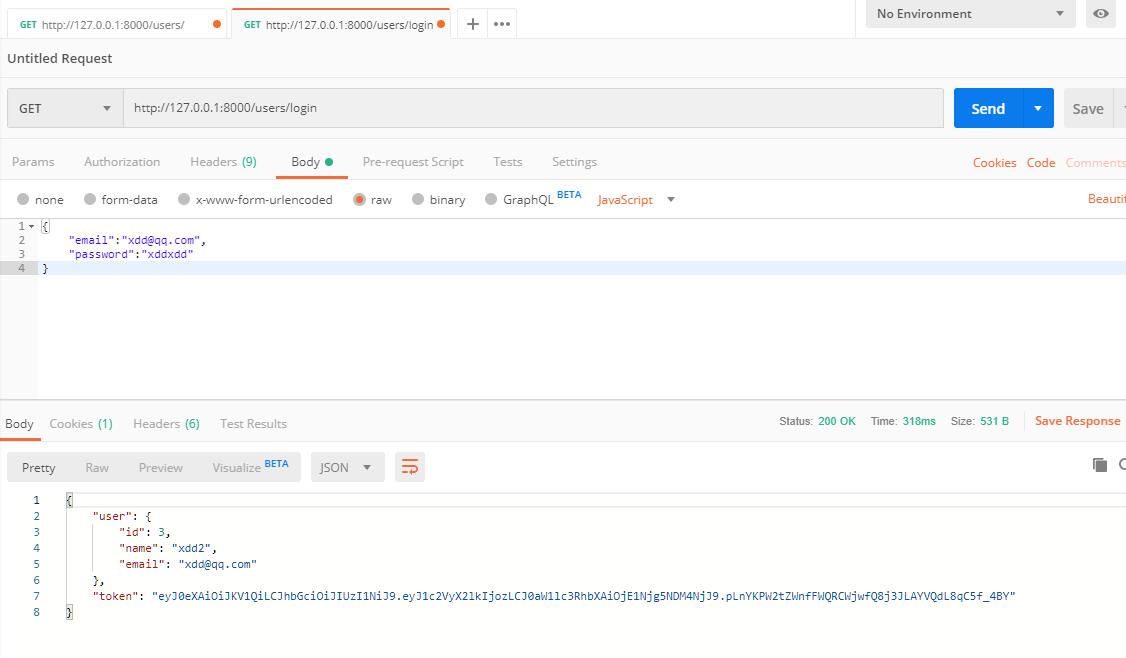 GET http://127.0.0.1:8000/users/ GET http://127.0.0.1:8000/users/login + ••• No Environment
Untitled Request
GET http://127.0.0.1:8000/users/login Send Save
Params Authorization Headers (9) Body Pre-request Script Tests Settings Cookies Code Comments
none form-data x-www-form-urlencoded raw binary GraphQL BETA JavaScript Beautif
1 {
2 "email":"xdd@qq.com",
3 "password":"xddxdd"
4 }
Body Cookies (1) Headers (6) Test Results Status: 200 OK Time: 318ms Size: 531 B Save Response
Pretty Raw Preview Visualize BETA JSON
1 {
2 "user": {
3 "id": 3,
4 "name": "xdd2",
5 "email": "xdd@qq.com"
6 },
7 "token": "eyJ0eXAiOiJKV1QiLCJhbGciOiJIUzI1NiJ9.eyJ1c2VyX2lkIjozLCJ0aW1lc3RhbXAiOjE1Njg5NDM4NjJ9.pLnYKPW2tZWnfFWQRCWjwfQ8j3JLAYVQdL8qC5f_4BY"
8 }